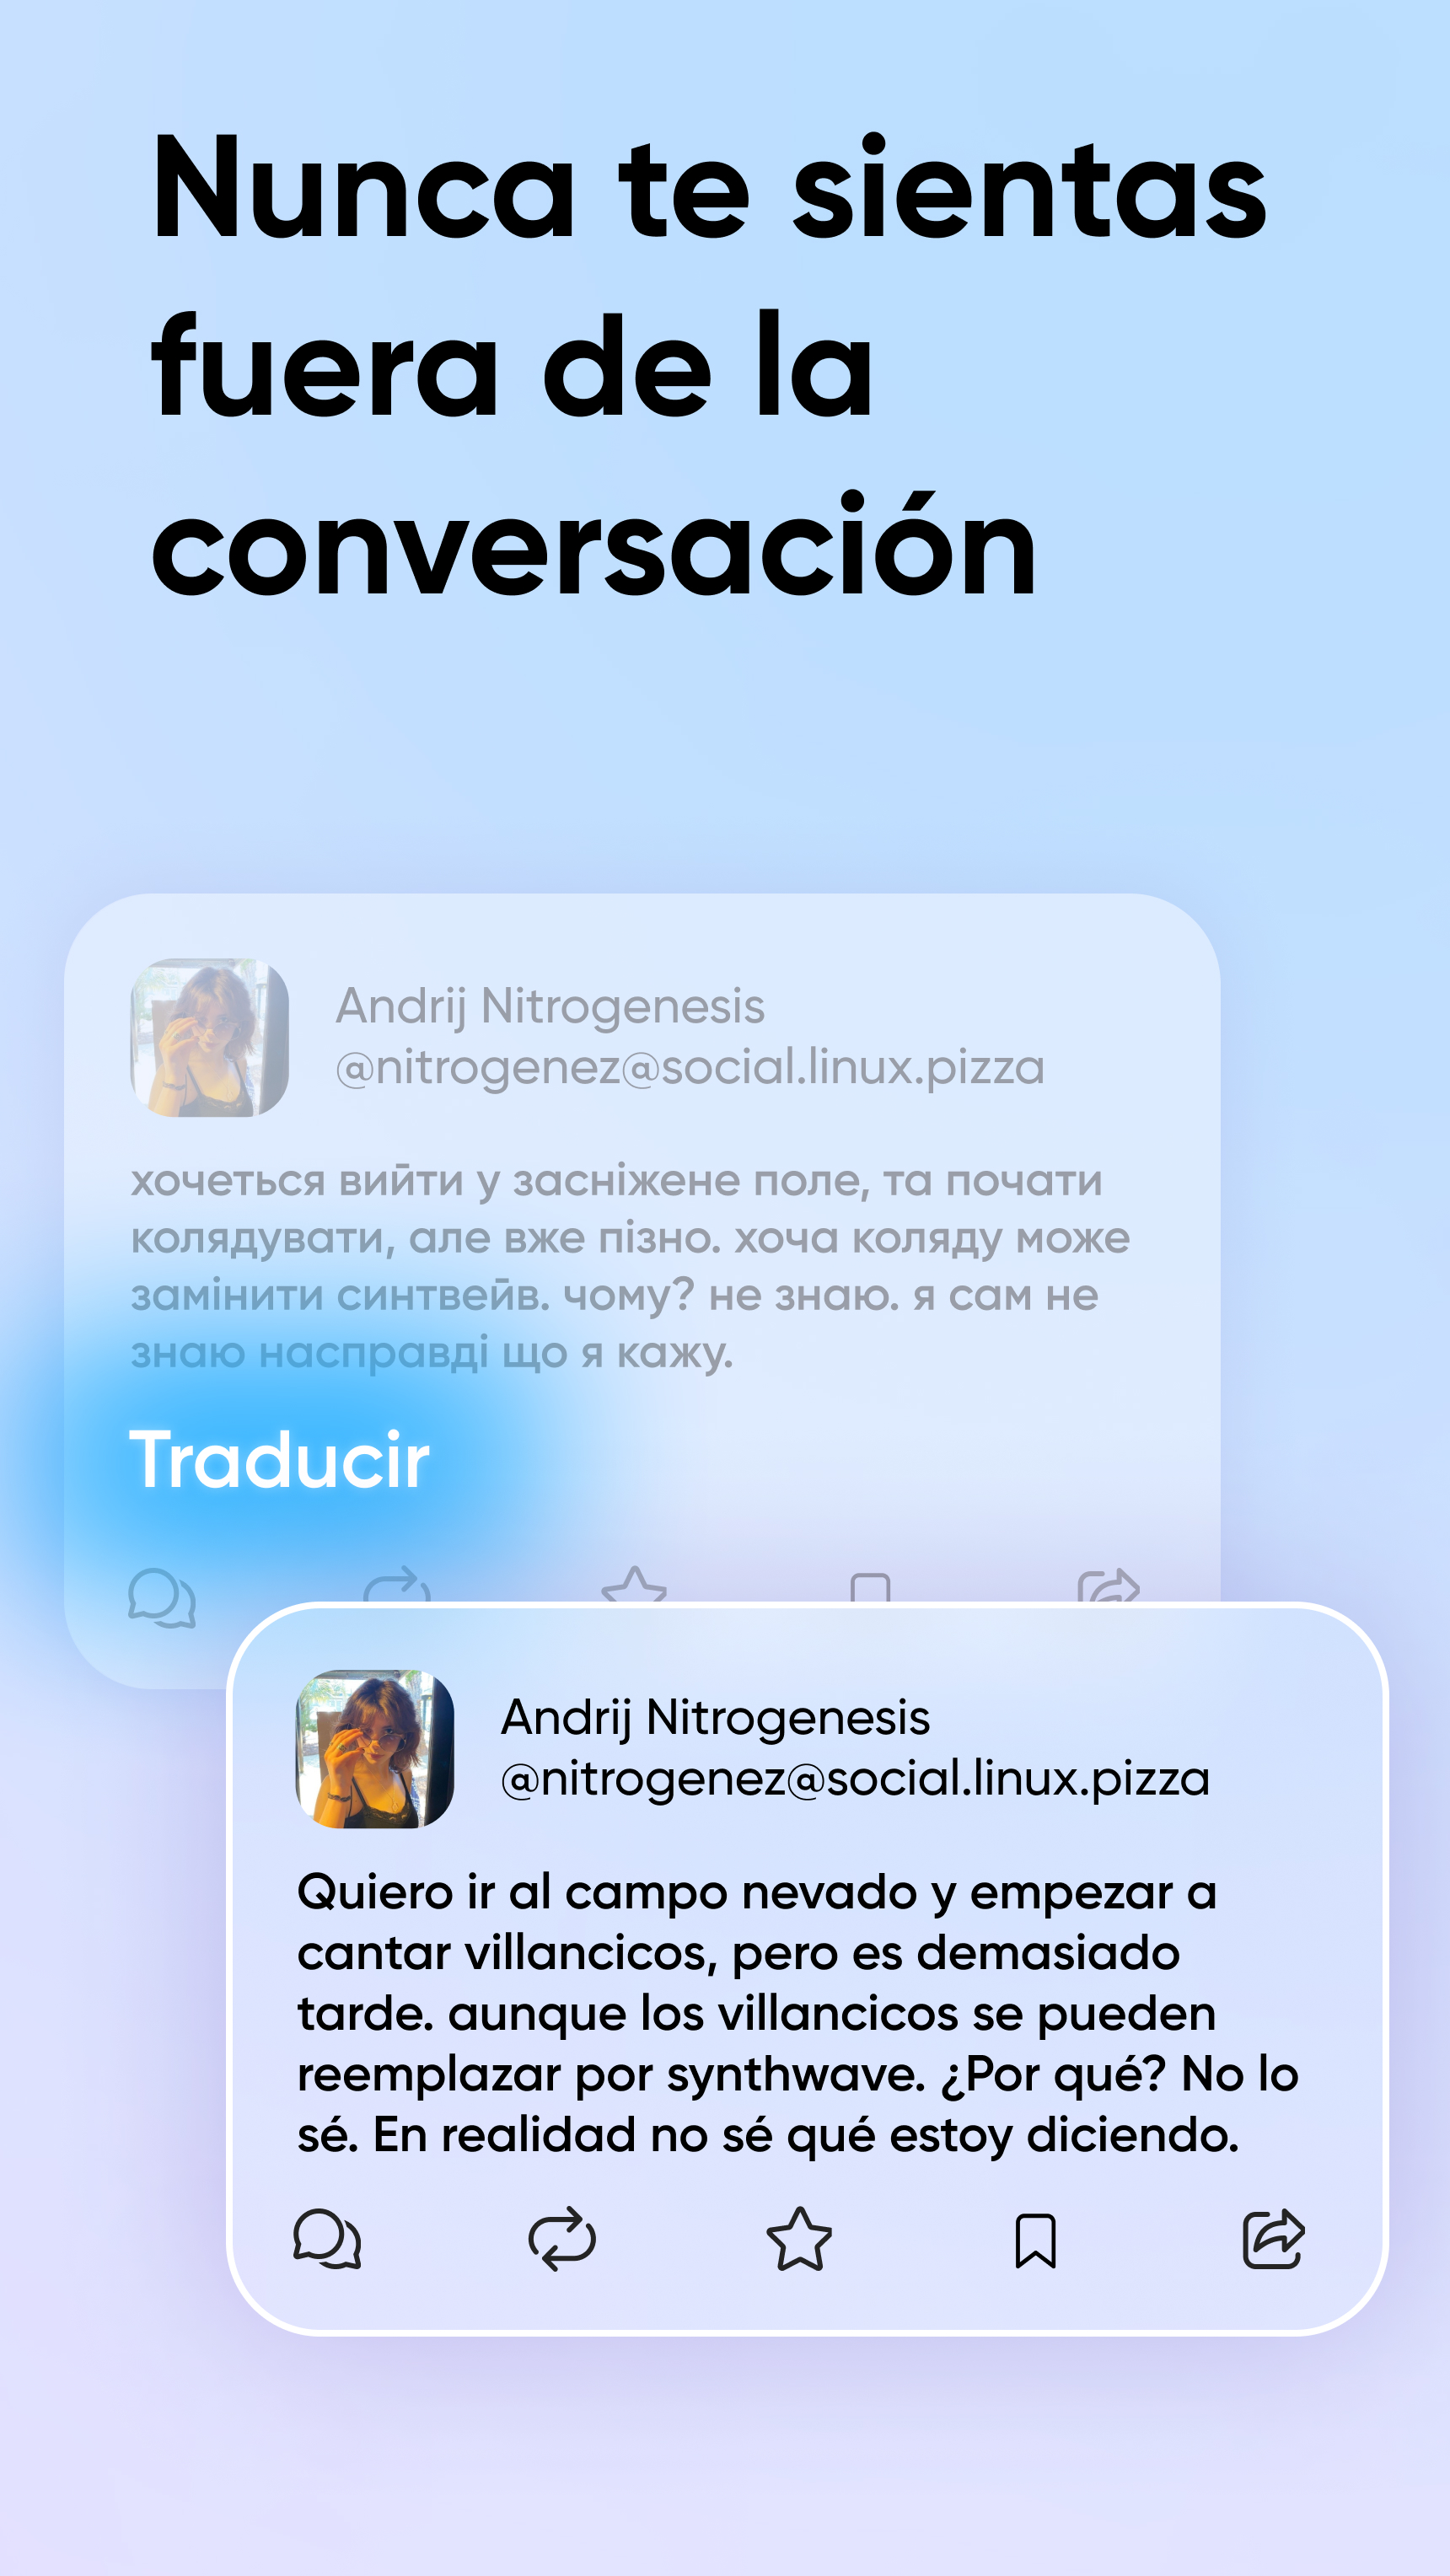 Nunca te sientas
fuera de la
conversación
Andrij Nitrogenesis
@nitrogenez@social.linux.pizza
хочеться вийти у засніжене поле, та почати
колядувати, але вже пізно. хоча коляду може
замінити синтвейв. чому? не знаю. я сам не
знаю насправді що я кажу.
Traducir
Andrij Nitrogenesis
@nitrogenez@social.linux.pizza
Quiero ir al campo nevado y empezar a
cantar villancicos, pero es demasiado
tarde. aunque los villancicos se pueden
reemplazar por synthwave. ¿Por qué? No lo
sé. En realidad no sé qué estoy diciendo.